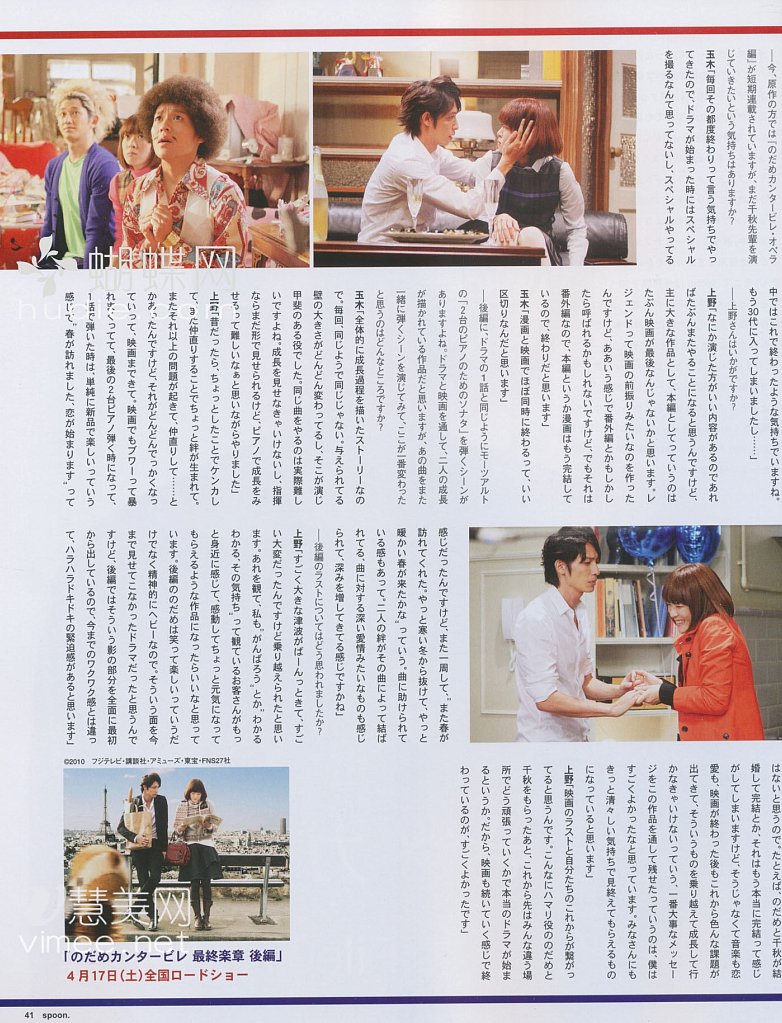 ──今、原作の方では『のだめカンタービレ・オペラ
編』が短期連載されていますが、まだ千秋先輩を演
じていきたいという気持ちはありますか？
玉木「毎回その都度終わりって言う気持ちでやっ
てきたので、ドラマが始まった時にはスペシャル
を撮るなんて思ってないし、スペシャルやってる
中ではこれで終わったような気持ちでいますね。
もう30代に入ってしまいましたし……」
──上野さんはいかがですか？
上野「なにか演じた方がいい内容があるのであれ
ばたぶんまたやることになると思うんですけど、
主に大きな作品として、本編としてっていうのは
たぶん映画が最後なんじゃないかと思います。レ
ジェンドって映画の前振りみたいなのを作った
んですけど、ああいう感じで番外編とかもしかし
たら呼ばれるかもしれないですけど、でもそれは
番外編なので、本編というか漫画はもう完結して
いるので、終わりだと思います」
玉木「漫画と映画でほぼ同時に終わるって、いい
区切りなんだと思います」
　後編に、ドラマの1話と同じようにモーツアルト
の「2台のピアノのためのソナタ」を弾くシーンが
ありますよね。ドラマと映画を通して、二人の成長
が描かれている作品だと思いますが、あの曲をまた
一緒に弾くシーンを演じてみて、ここが一番変わった
と思うのはどんなところですか？
玉木「全体的に成長過程を描いたストーリーなの
で。毎回、同じようで同じじゃない。与えられてる
壁の大きさがどんどん変わってるし、そこが演じ
甲斐のある役でした。同じ曲をやるのは実際難し
いですよね。成長を見せなきゃいけないし、指揮
ならまだ形で見せられるけど、ピアノで成長をみ
せるって難しいなぁと思いながらやりました」
上野「昔だったら、ちょっとしたことでケンカし
て。でまた仲直りすることでちょっと絆が生まれて。
またそれ以上の問題が起きて、仲直りして……と
かあったんですけど、それがどんどんでっかくなっ
ていって、映画まできて。映画でもブワーって暴
れまくってて、最後の2台ピアノ弾く時になって、
1話で弾いた時は、単純に新品で楽しいっていう
感じで、“春が訪れました、恋が始まります”って
感じだったんですけど、また一周して、“また春が
訪れてくれた。やっと寒い冬から抜けて、やっと
暖かい春が来たかな”っていう。曲に助けられて
いる感もあって。二人の絆がその曲によって結ば
れてる、曲に対する深い愛情みたいなものも感じ
られて、深みを増してきてる感じですかね」
──後編のラストについてはどう思われましたか？
上野「すごく大きな津波がばーんっときて、すご
い大変だったんですけど乗り越えられたと思い
ます。あれを観て、私も、“がんばろう”とか、“わかる
わかる、その気持ち”って観ているお客さんがもっ
と身近に感じて、感動してちょっと元気になって
もらえるような作品になったらいいなと思って
います。後編ののだめは笑って楽しいっていうだ
けでなく精神的にヘビーなので。そういう面を今
まで見せてこなかったドラマだったと思うんで
すけど、後編ではそういう影の部分を全面に最初
から出しているので、今までのワクワク感とは違っ
て、ハラハラドキドキの緊迫感があると思います」
はないと思うので。たとえば、のだめと千秋が結
婚して完結とか、それはもう本当に完結って感じ
がしてしまいますけど、そうじゃなくて音楽も恋
愛も、映画が終わった後もこれから色んな課題が
出てきて、そういうものを乗り越えて成長して行
かなきゃいけないっていう、一番大事なメッセー
ジをこの作品を通して残せたっていうのは、僕は
すごくよかったなと思っています。みなさんにも
きっと清々しい気持ちで見終えてもらえるもの
になっていると思います」
上野「映画のラストと自分たちのこれからが繋がっ
てると思うんです。こんなにハマリ役ののだめと
千秋をもらったあと、これから先はみんな違う場
所でどう頑張っていくかで本当のドラマが始ま
るというか。だから、映画も続いていく感じで終
わっているのが、すごくよかったです」
©2010　フジテレビ・講談社・アミューズ・東宝・FNS27社
「のだめカンタービレ 最終楽章 後編」
4月17日（土）全国ロードショー
41 spoon.
蝴蝶网
慧美网
vimee.net